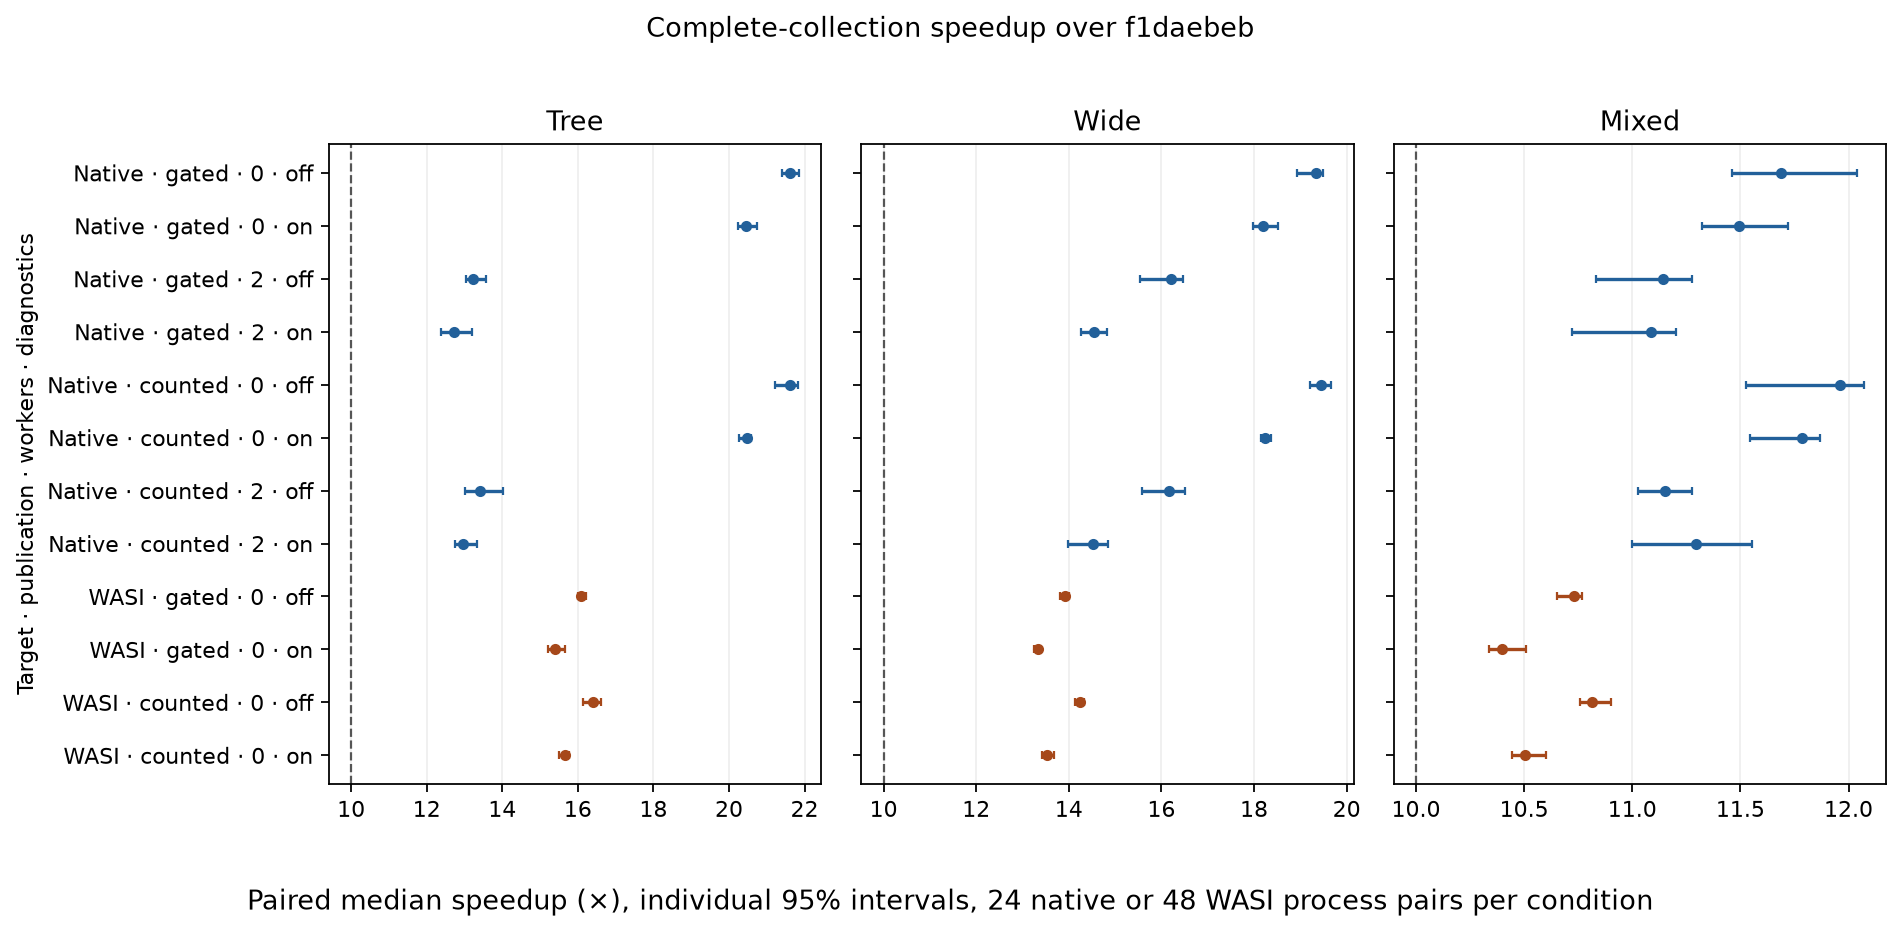 Complete-collection speedup over f1daebeb
Tree
Wide
Mixed
Target · publication · workers · diagnostics
Native · gated · 0 · off
Native · gated · 0 · on
Native · gated · 2 · off
Native · gated · 2 · on
Native · counted · 0 · off
Native · counted · 0 · on
Native · counted · 2 · off
Native · counted · 2 · on
WASI · gated · 0 · off
WASI · gated · 0 · on
WASI · counted · 0 · off
WASI · counted · 0 · on
10 12 14 16 18 20 22
10 12 14 16 18 20
10.0 10.5 11.0 11.5 12.0
Paired median speedup (×), individual 95% intervals, 24 native or 48 WASI process pairs per condition